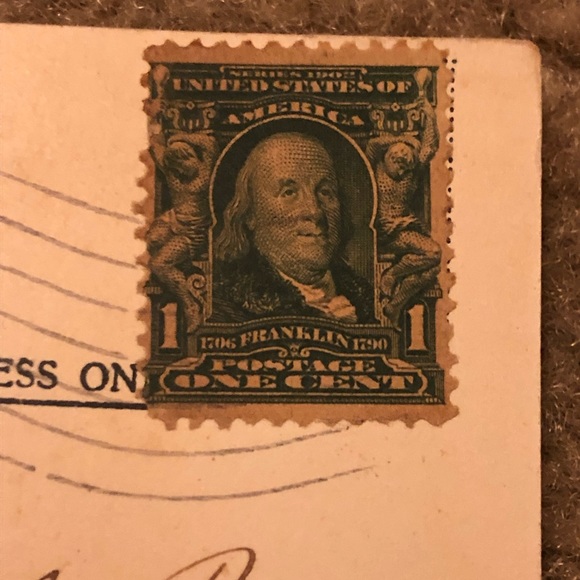 SERIES 1902
UNITED STATES OF
AMERICA
1 1
1706 FRANKLIN 1790
POSTAGE
ONE CENT
ESS ON